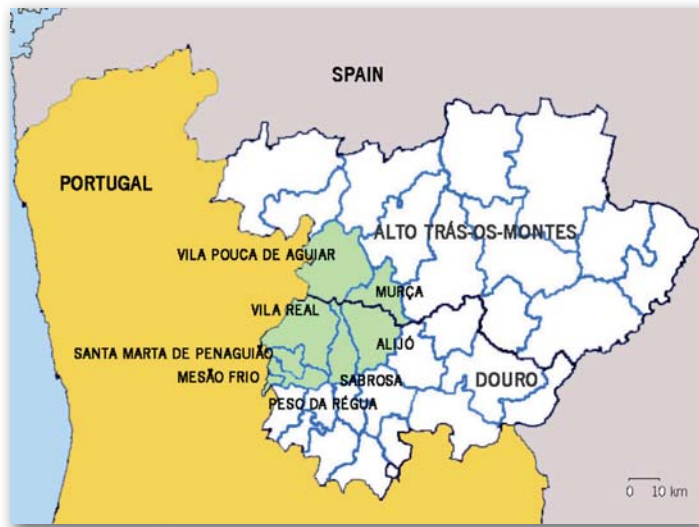 SPAIN
PORTUGAL
ALTO TRÁS-OS-MONTES
VILA POUCA DE AGUIAR
MURÇA
VILA REAL
ALIJÓ
SANTA MARTA DE PENAGUIÃO
MESÃO FRIO
SABROSA
DOURO
PESO DA RÉGUA
0 10 km